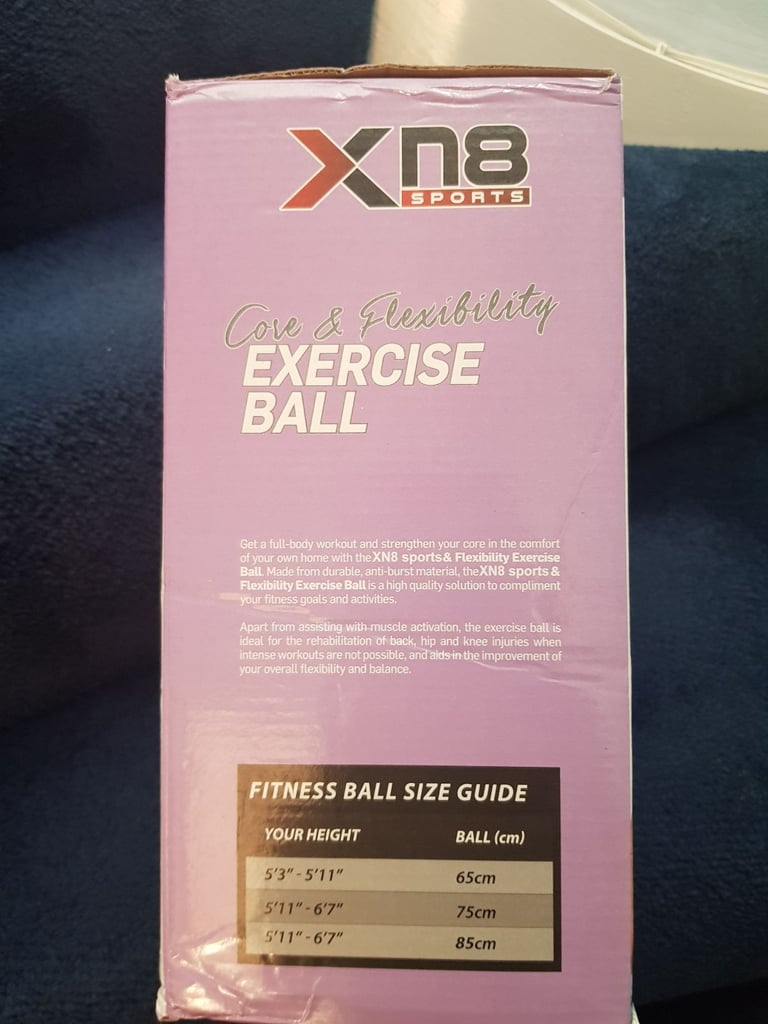 XN8
SPORTS
Core & Flexibility
EXERCISE
BALL
Get a full-body workout and strengthen your core in the comfort
of your own home with the XN8 sports & Flexibility Exercise
Ball. Made from durable, anti-burst material, the XN8 sports &
Flexibility Exercise Ball is a high quality solution to compliment
your fitness goals and activities.
Apart from assisting with muscle activation, the exercise ball is
ideal for the rehabilitation of back, hip and knee injuries when
intense workouts are not possible, and aids in the improvement of
your overall flexibility and balance.
FITNESS BALL SIZE GUIDE
YOUR HEIGHT BALL (cm)
5'3" - 5'11" 65cm
5'11" - 6'7" 75cm
5'11" - 6'7" 85cm